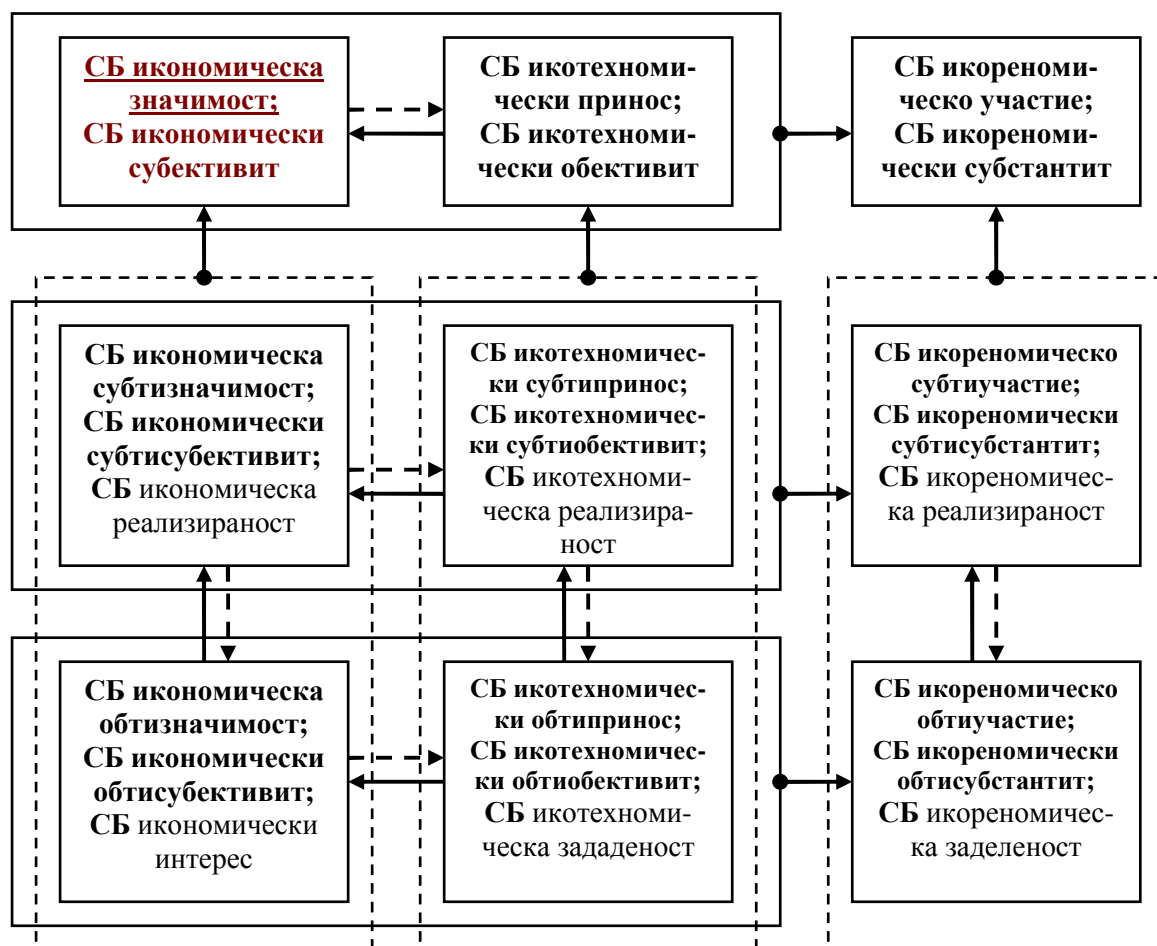 СБ икономическа
значимост;
СБ икономически
субективит
СБ икотехноми-
чески принос;
СБ икотехноми-
чески обективит
СБ икореноми-
ческо участие;
СБ икореноми-
чески субстантит
СБ икономическа
субтизначимост;
СБ икономически
субтисубективит;
СБ икономическа
реализираност
СБ икотехномичес-
ки субтипринос;
СБ икотехномичес-
ки субтиобективит;
СБ икотехноми-
ческа реализира-
ност
СБ икореномическо
субтиучастие;
СБ икореномически
субтисубстантит;
СБ икореномичес-
ка реализираност
СБ икономическа
обтизначимост;
СБ икономически
обтисубективит;
СБ икономически
интерес
СБ икотехномичес-
ки обтипринос;
СБ икотехномичес-
ки обтиобективит;
СБ икотехноми-
ческа зададеност
СБ икореномическо
обтиучастие;
СБ икореномически
обтисубстантит;
СБ икореномичес-
ка заделеност